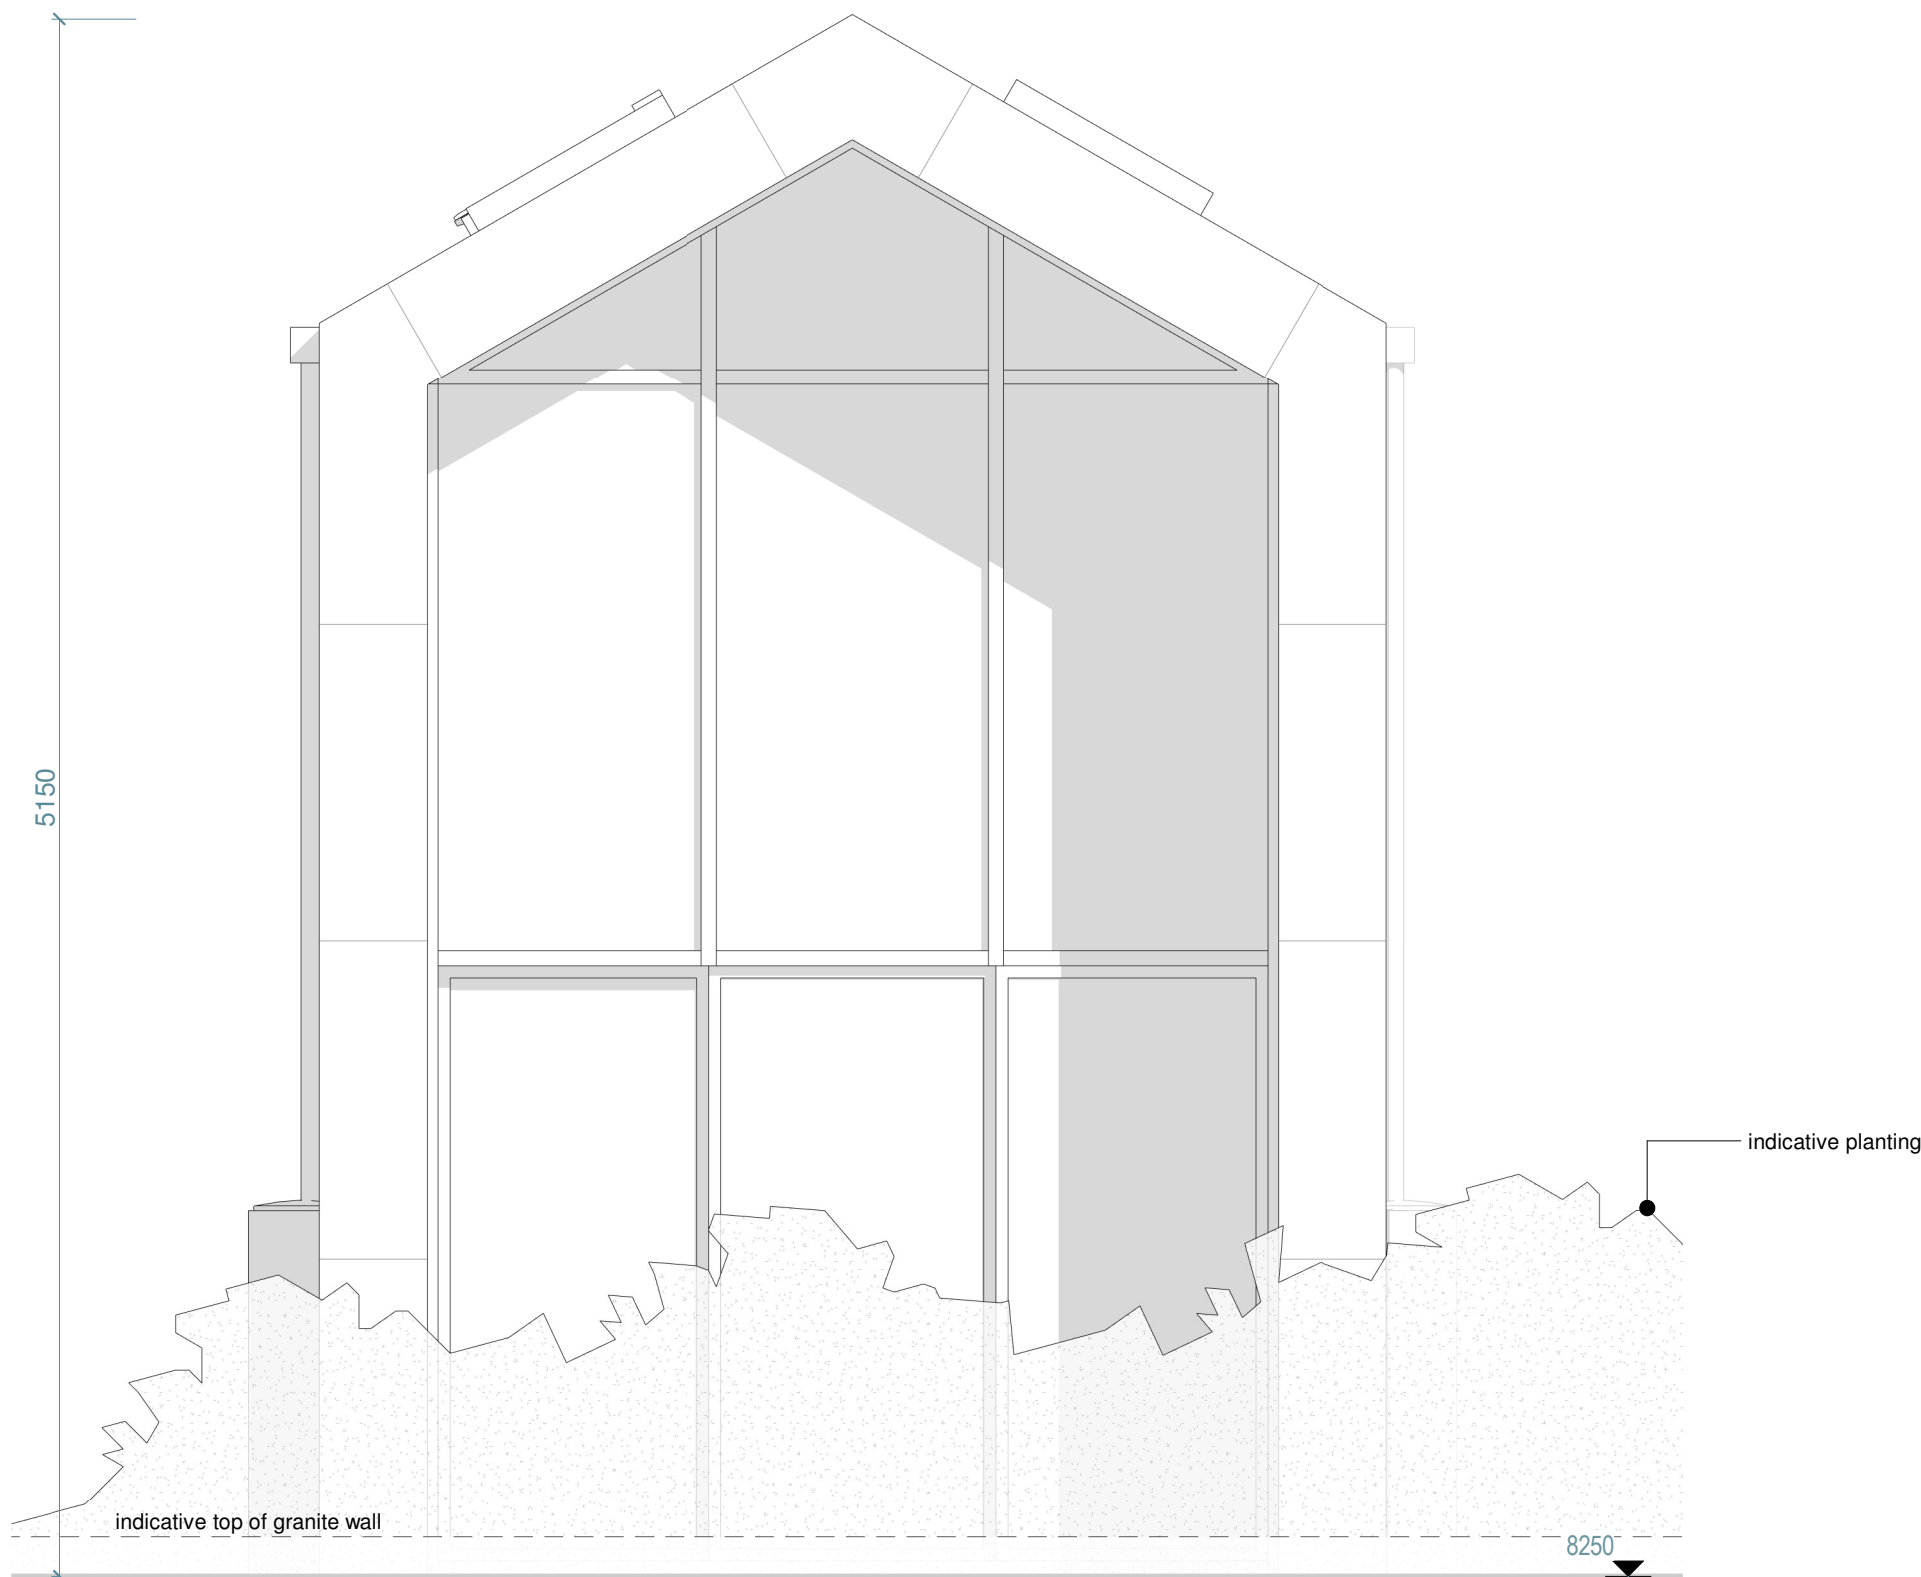 5150
indicative planting
indicative top of granite wall
8250